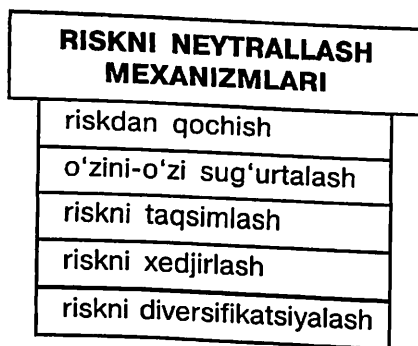 RISKNI NEYTRALLASH
MEXANIZMLARI
riskdan qochish
o‘zini-o‘zi sug‘urtalash
riskni taqsimlash
riskni xedjirlash
riskni diversifikatsiyalash